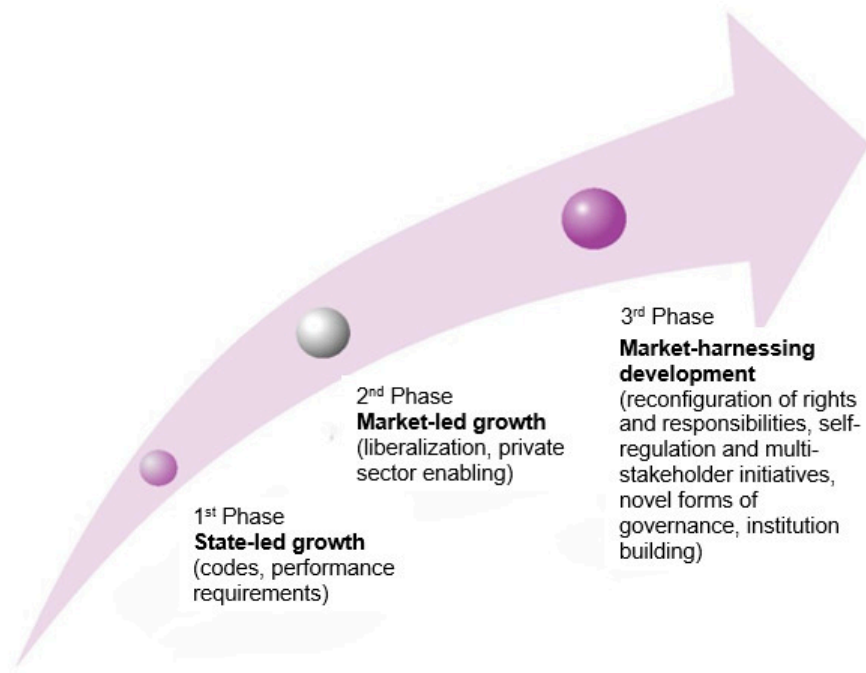 1st Phase
State-led growth
(codes, performance
requirements)
2nd Phase
Market-led growth
(liberalization, private
sector enabling)
3rd Phase
Market-harnessing
development
(reconfiguration of rights
and responsibilities, self-
regulation and multi-
stakeholder initiatives,
novel forms of
governance, institution
building)